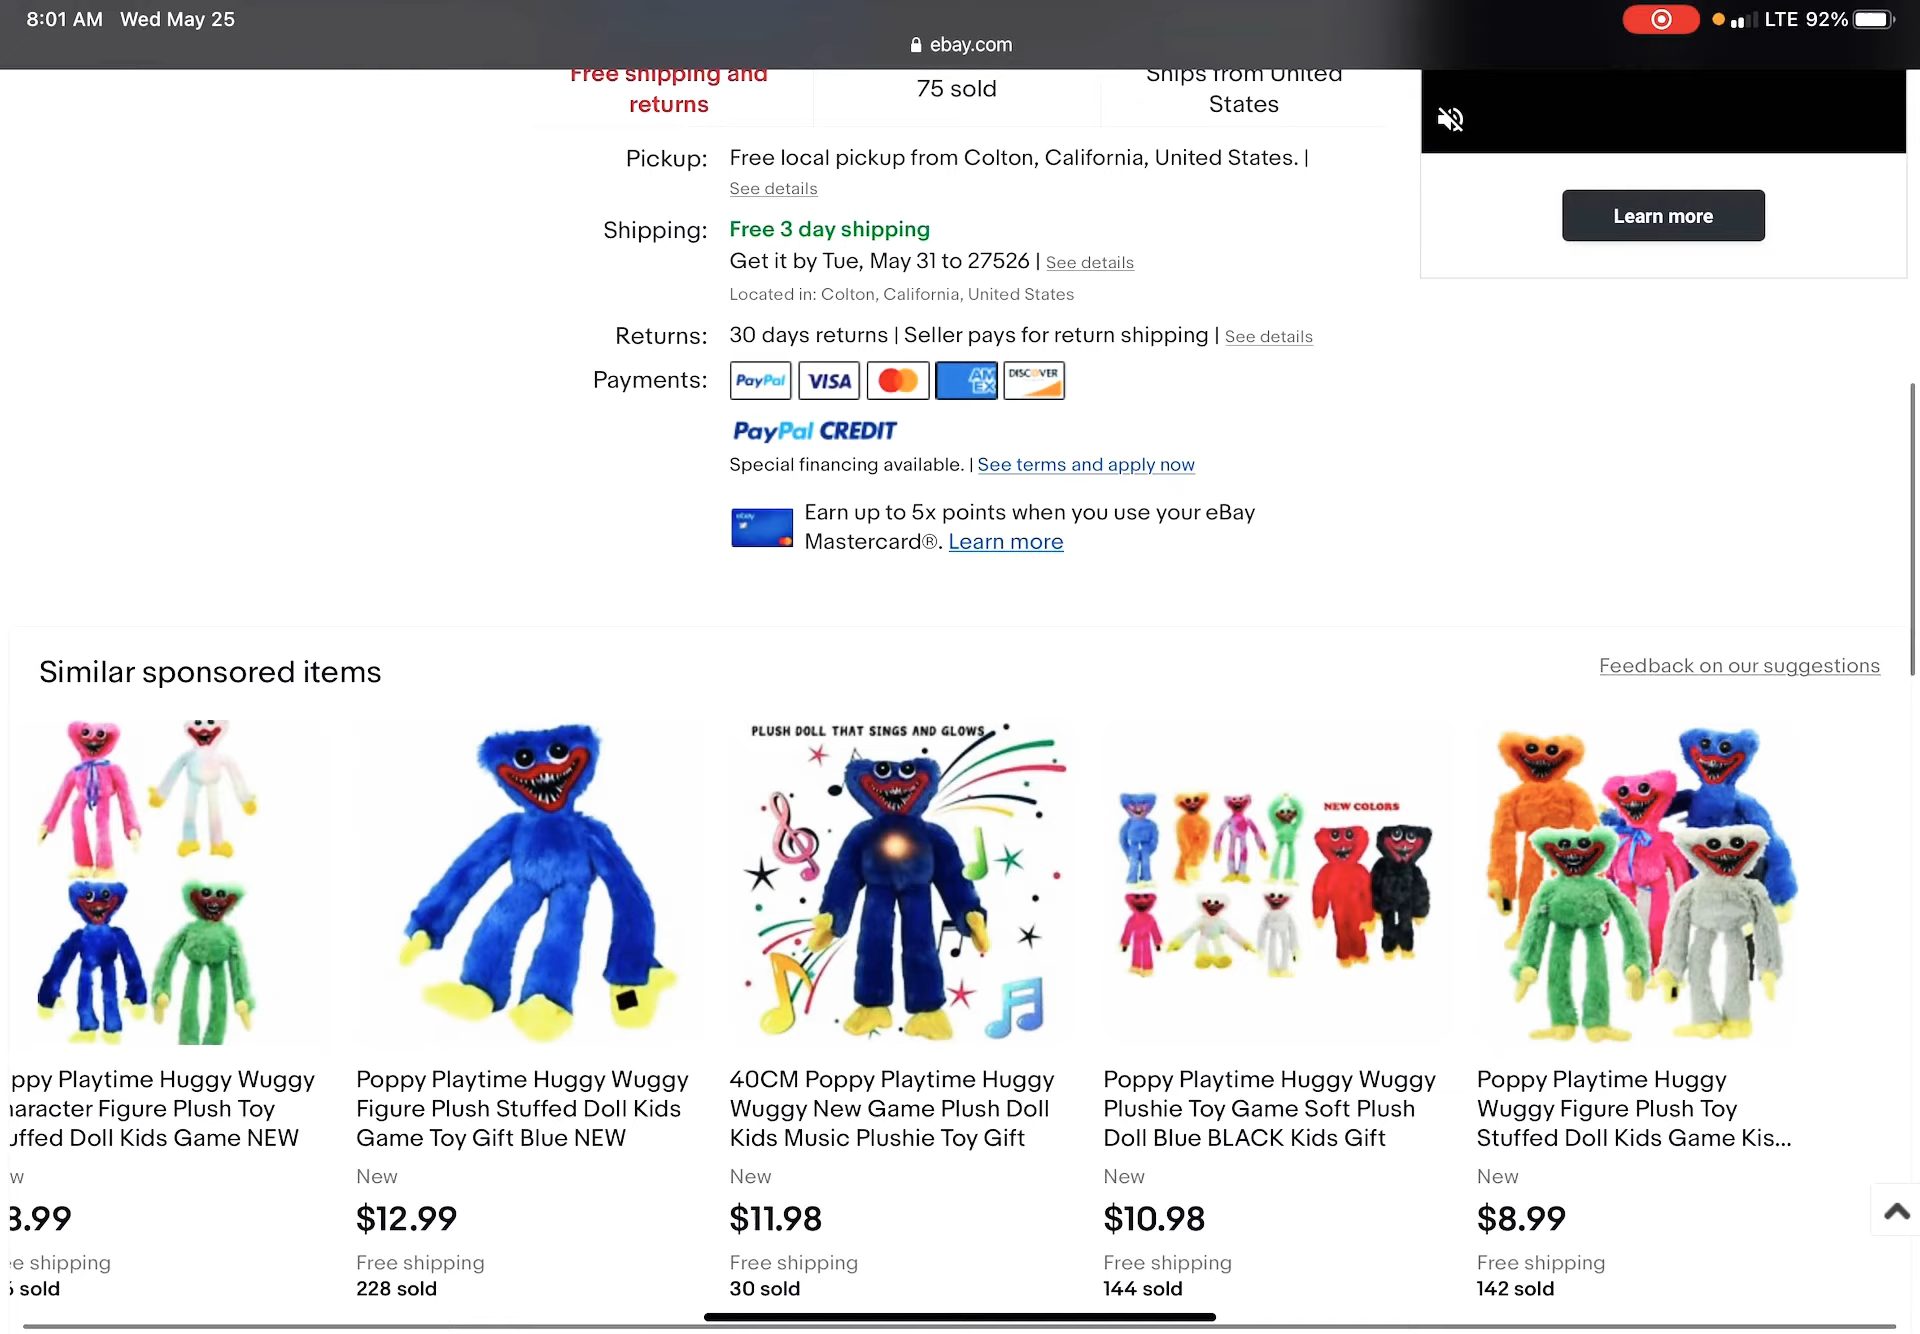 8:01 AM Wed May 25
LTE 92%
ebay.com
Free shipping and
returns
75 sold
Ships from United
States
Pickup: Free local pickup from Colton, California, United States. |
See details
Shipping: Free 3 day shipping
Get it by Tue, May 31 to 27526 | See details
Located in: Colton, California, United States
Returns: 30 days returns | Seller pays for return shipping | See details
Payments: PayPal VISA AM EX DISCOVER
PayPal CREDIT
Special financing available. | See terms and apply now
ebay
Earn up to 5x points when you use your eBay
Mastercard®. Learn more
Learn more
Similar sponsored items
Feedback on our suggestions
PLUSH DOLL THAT SINGS AND GLOWS
NEW COLORS
ppy Playtime Huggy Wuggy
haracter Figure Plush Toy
uffed Doll Kids Game NEW
w
3.99
ee shipping
sold
Poppy Playtime Huggy Wuggy
Figure Plush Stuffed Doll Kids
Game Toy Gift Blue NEW
New
$12.99
Free shipping
228 sold
40CM Poppy Playtime Huggy
Wuggy New Game Plush Doll
Kids Music Plushie Toy Gift
New
$11.98
Free shipping
30 sold
Poppy Playtime Huggy Wuggy
Plushie Toy Game Soft Plush
Doll Blue BLACK Kids Gift
New
$10.98
Free shipping
144 sold
Poppy Playtime Huggy
Wuggy Figure Plush Toy
Stuffed Doll Kids Game Kis...
New
$8.99
Free shipping
142 sold